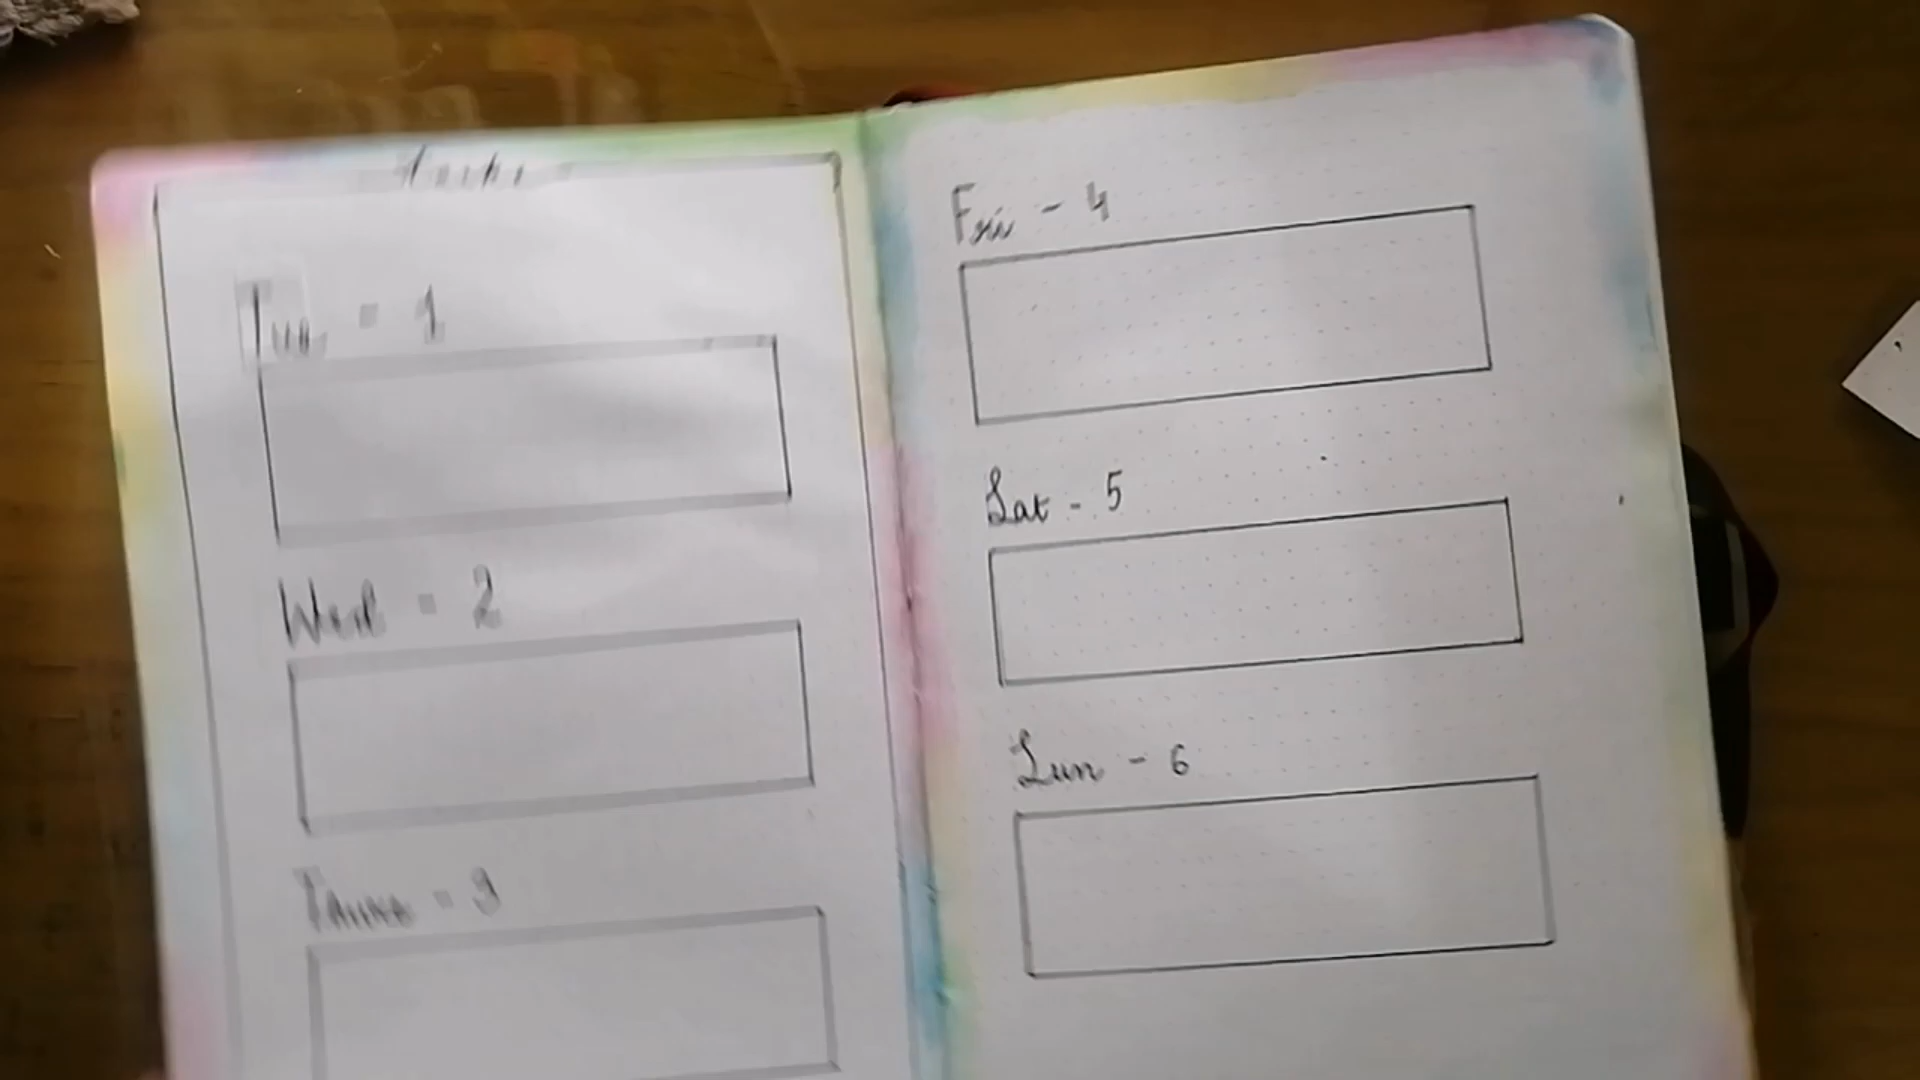 Tue - 1
Wed - 2
Thurs - 3
Fri - 4
Sat - 5
Sun - 6